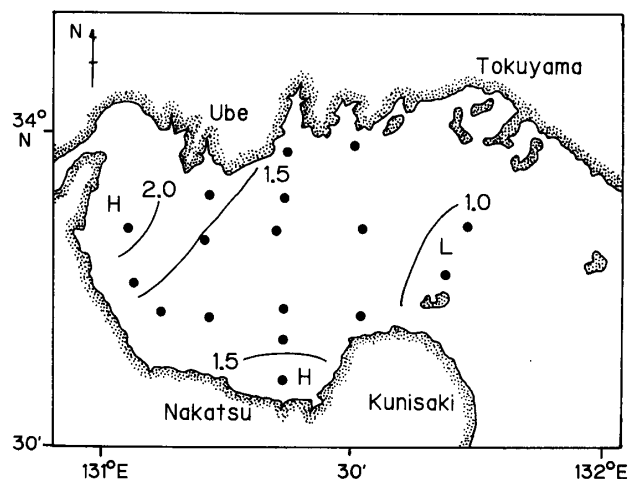 N
Tokuyama
Ube
34°
N
1.5
2.0
H
1.0
L
1.5
H
Nakatsu
Kunisaki
30'
131°E
30'
132°E